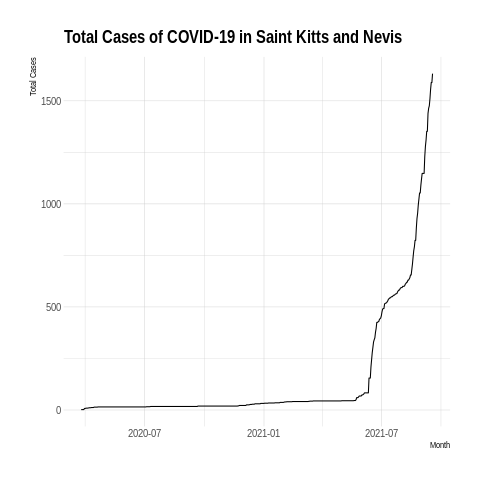 Total Cases of COVID-19 in Saint Kitts and Nevis
Total Cases
1500
1000
500
0
2020-07
2021-01
2021-07
Month